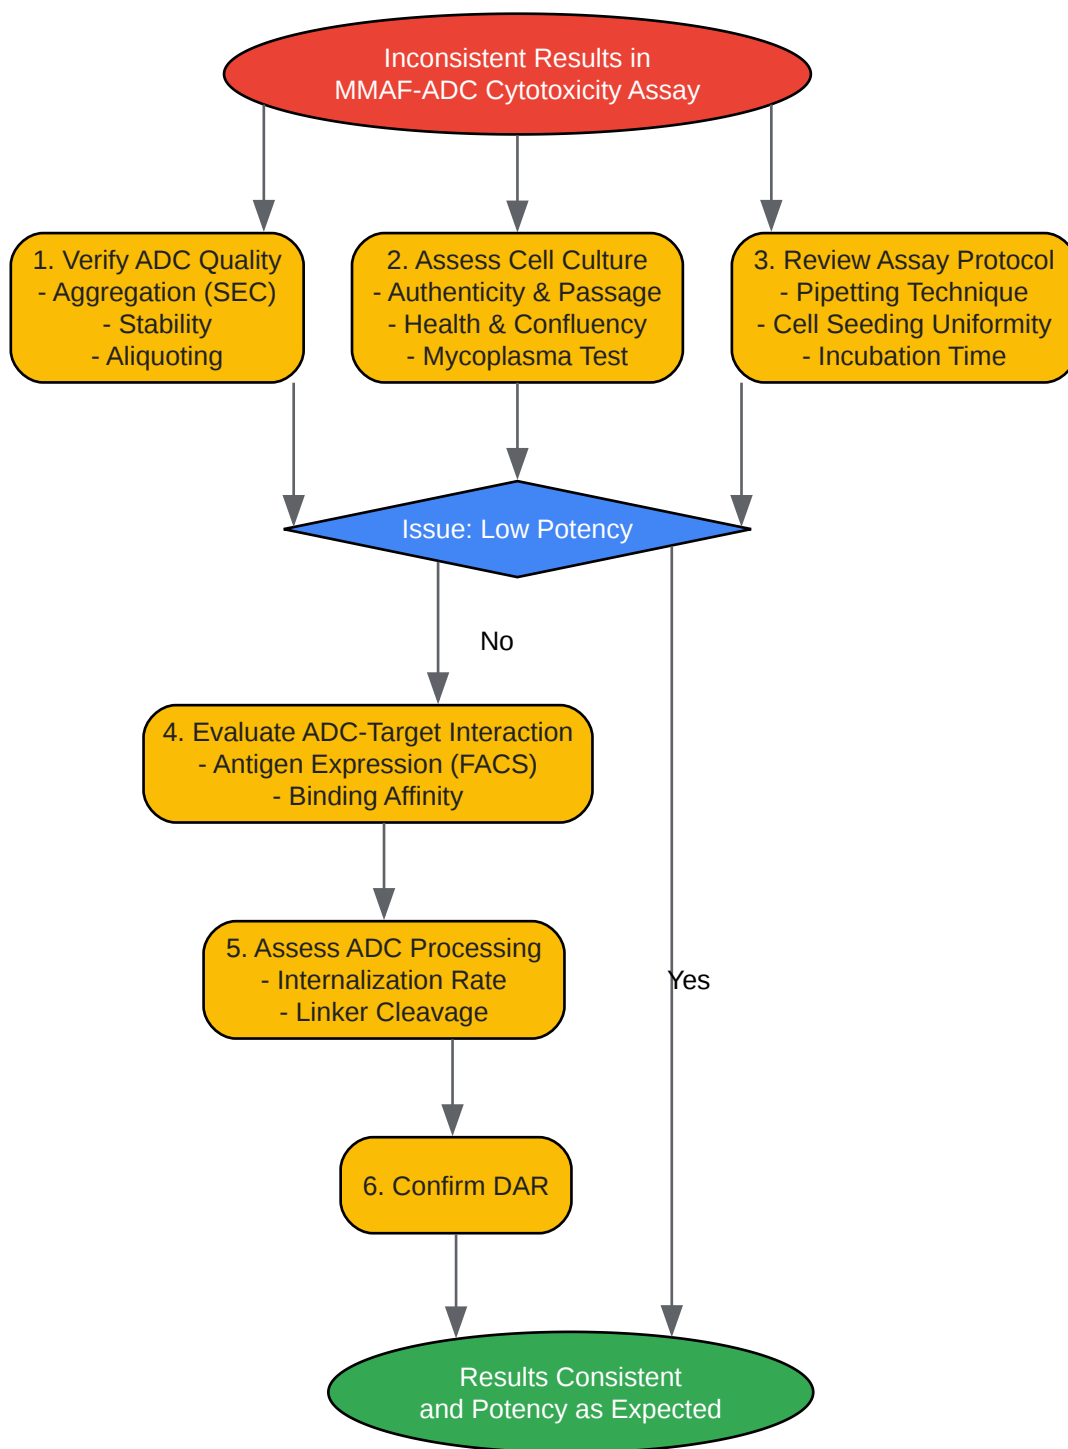 Inconsistent Results in
MMAF-ADC Cytotoxicity Assay
1. Verify ADC Quality
- Aggregation (SEC)
- Stability
- Aliquoting
2. Assess Cell Culture
- Authenticity & Passage
- Health & Confluency
- Mycoplasma Test
3. Review Assay Protocol
- Pipetting Technique
- Cell Seeding Uniformity
- Incubation Time
Issue: Low Potency
No
4. Evaluate ADC-Target Interaction
- Antigen Expression (FACS)
- Binding Affinity
5. Assess ADC Processing
- Internalization Rate
- Linker Cleavage
Yes
6. Confirm DAR
Results Consistent
and Potency as Expected